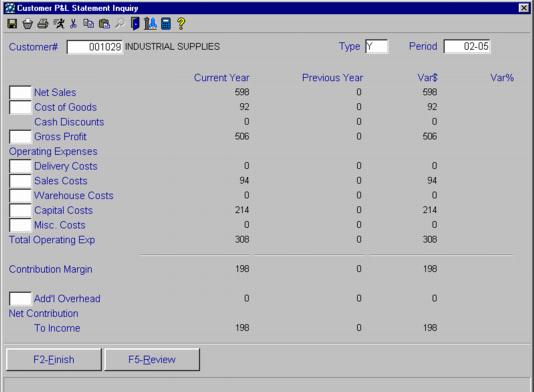 Customer P&L Statement Inquiry
Customer# 001029 INDUSTRIAL SUPPLIES Type Y Period 02-05
Current Year Previous Year Var$ Var%
Net Sales 598 0 598
Cost of Goods 92 0 92
Cash Discounts 0 0 0
Gross Profit 506 0 506
Operating Expenses
Delivery Costs 0 0 0
Sales Costs 94 0 94
Warehouse Costs 0 0 0
Capital Costs 214 0 214
Misc. Costs 0 0 0
Total Operating Exp 308 0 308
Contribution Margin 198 0 198
Add'l Overhead 0 0 0
Net Contribution
To Income 198 0 198
F2-Finish F5-Review